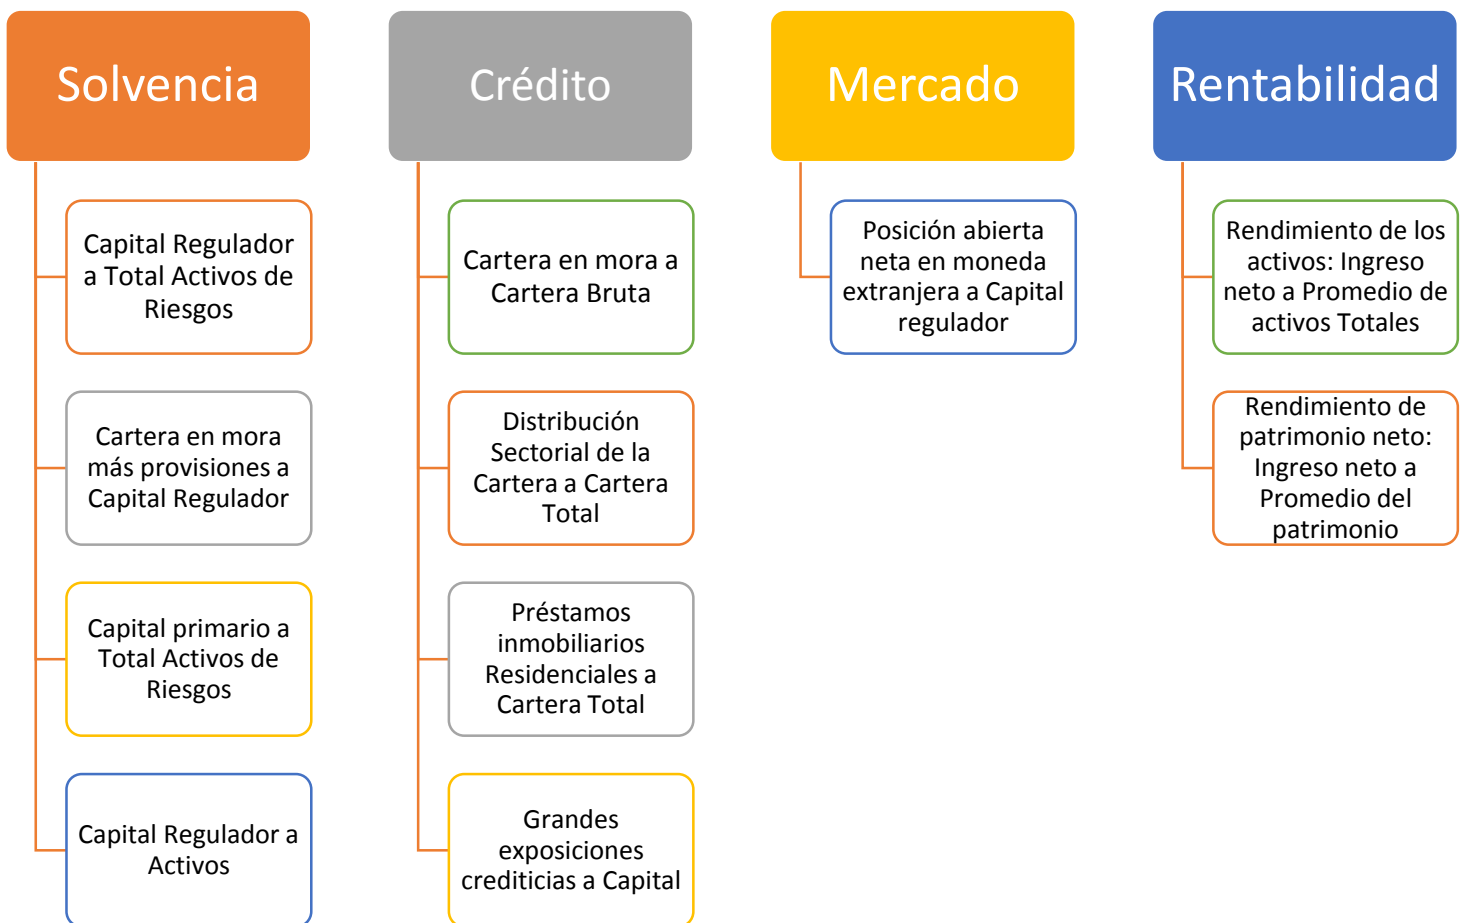 Solvencia
Capital Regulador
a Total Activos de
Riesgos
Cartera en mora
más provisiones a
Capital Regulador
Capital primario a
Total Activos de
Riesgos
Capital Regulador a
Activos
Crédito
Cartera en mora a
Cartera Bruta
Distribución
Sectorial de la
Cartera a Cartera
Total
Préstamos
inmobiliarios
Residenciales a
Cartera Total
Grandes
exposiciones
crediticias a Capital
Mercado
Posición abierta
neta en moneda
extranjera a Capital
regulador
Rentabilidad
Rendimiento de los
activos: Ingreso
neto a Promedio de
activos Totales
Rendimiento de
patrimonio neto:
Ingreso neto a
Promedio del
patrimonio